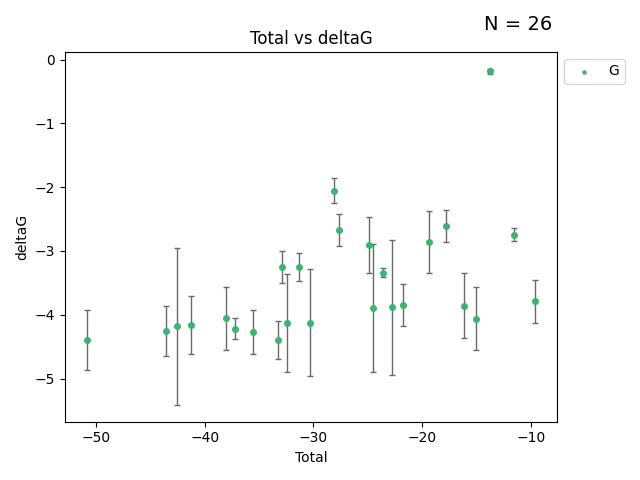 N = 26
Total vs deltaG
G
deltaG
0
−1
−2
−3
−4
−5
−50 −40 −30 −20 −10
Total